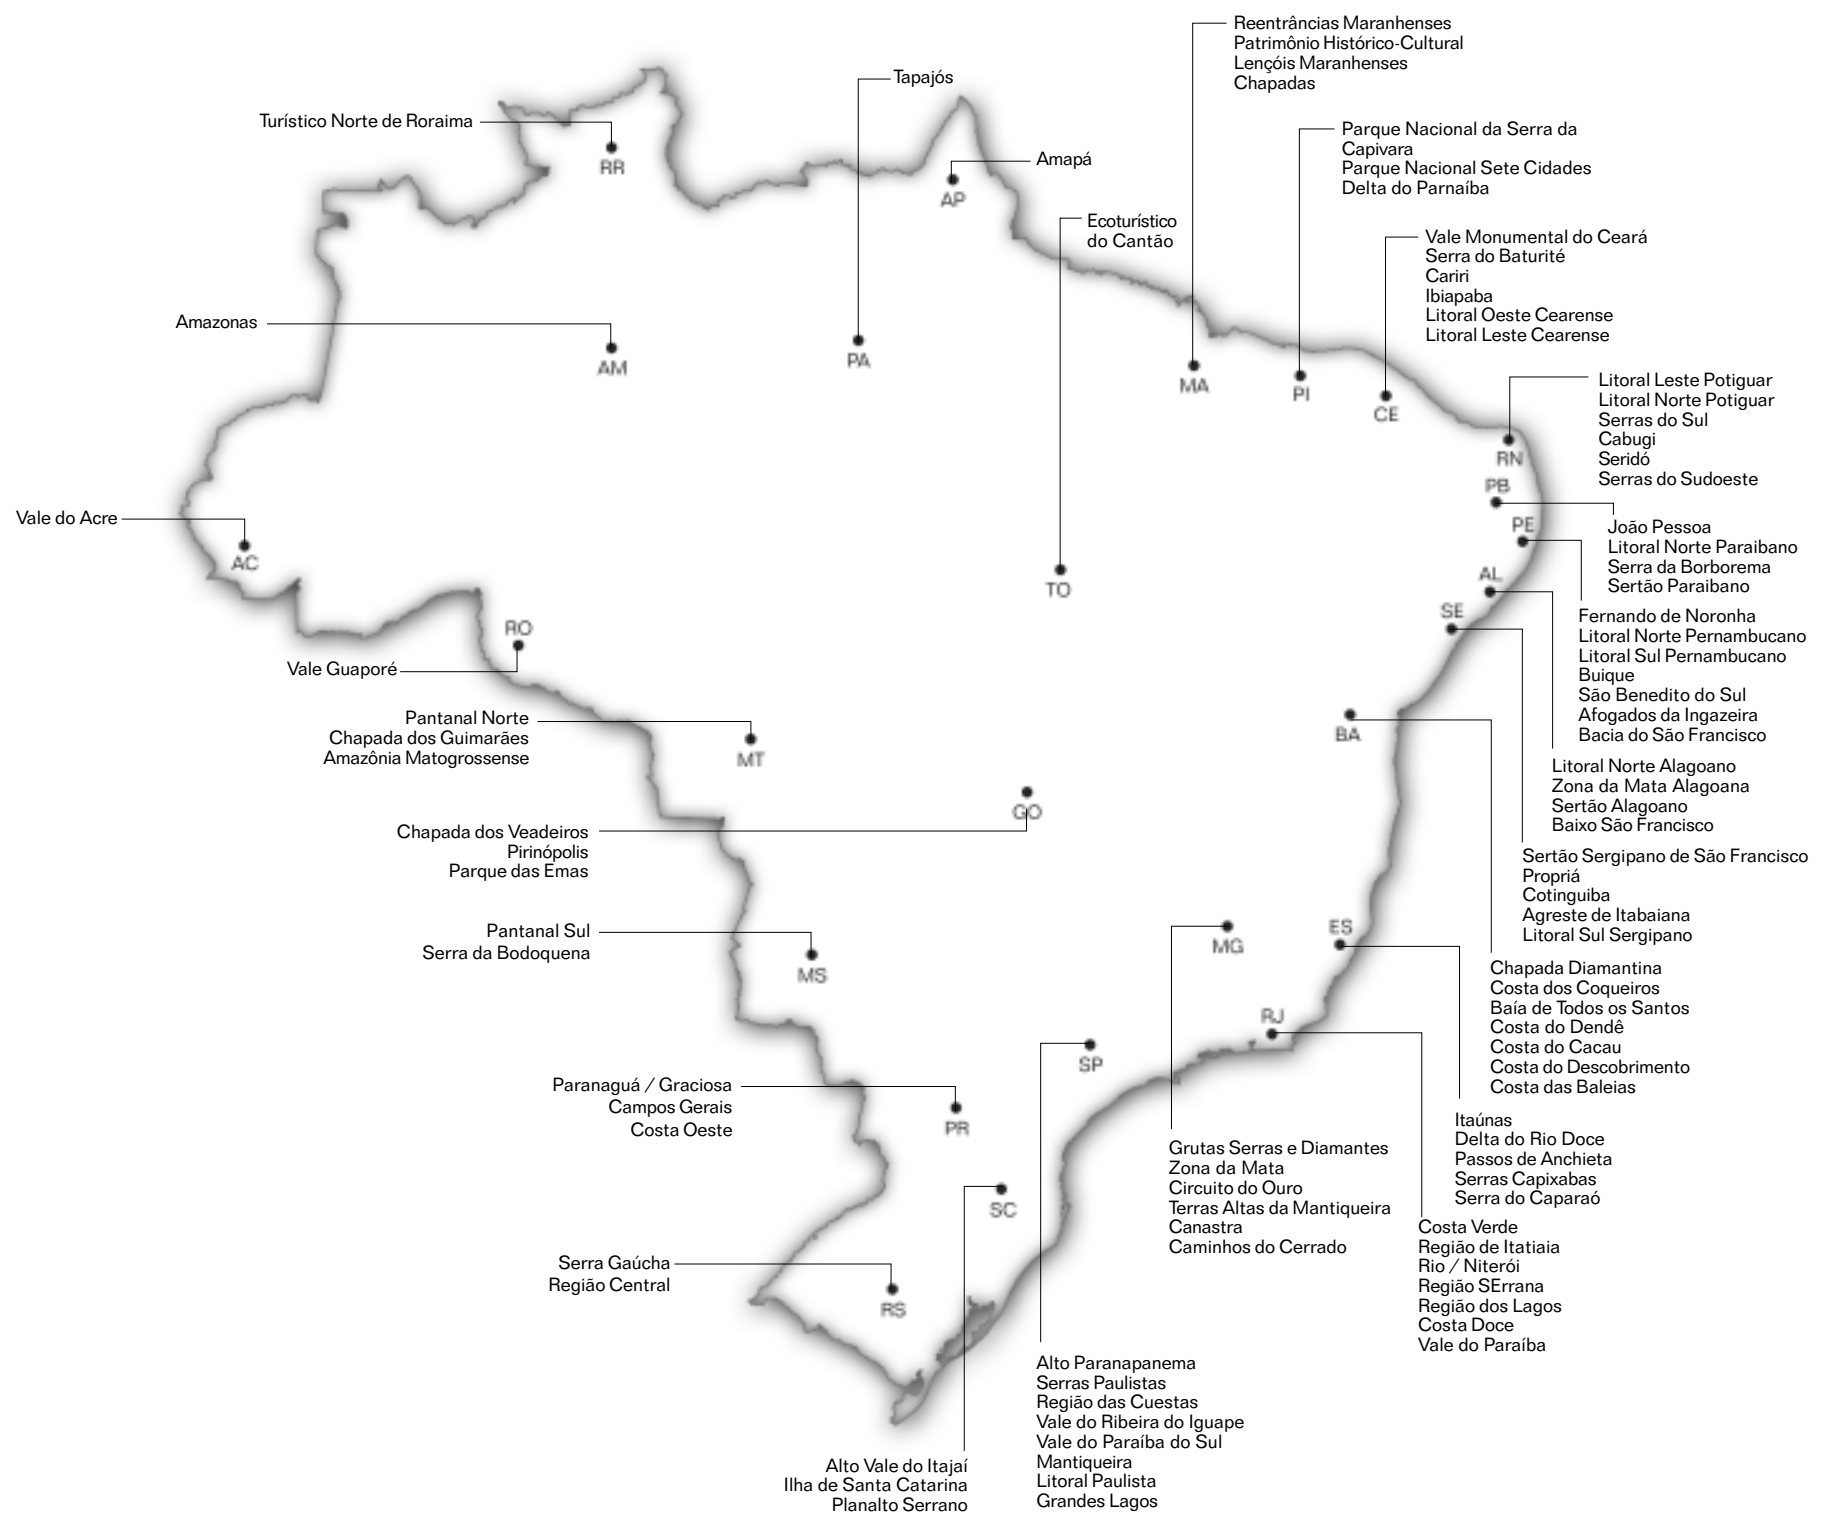 Reentrâncias Maranhenses
Patrimônio Histórico-Cultural
Lençóis Maranhenses
Chapadas
Tapajós
Turístico Norte de Roraima
RR
Parque Nacional da Serra da
Capivara
Parque Nacional Sete Cidades
Delta do Parnaíba
Amapá
AP
Ecoturístico
do Cantão
Vale Monumental do Ceará
Serra do Baturité
Cariri
Ibiapaba
Litoral Oeste Cearense
Litoral Leste Cearense
Amazonas
AM
PA
MA
PI
CE
Litoral Leste Potiguar
Litoral Norte Potiguar
Serras do Sul
Cabugi
Seridó
Serras do Sudoeste
RN
PB
Vale do Acre
AC
PE
João Pessoa
Litoral Norte Paraibano
Serra da Borborema
Sertão Paraibano
TO
AL
SE
Fernando de Noronha
Litoral Norte Pernambucano
Litoral Sul Pernambucano
Buique
São Benedito do Sul
Afogados da Ingazeira
Bacia do São Francisco
RO
Vale Guaporé
Pantanal Norte
Chapada dos Guimarães
Amazônia Matogrossense
MT
BA
Litoral Norte Alagoano
Zona da Mata Alagoana
Sertão Alagoano
Baixo São Francisco
GO
Chapada dos Veadeiros
Pirinópolis
Parque das Emas
Sertão Sergipano de São Francisco
Propriá
Cotinguiba
Agreste de Itabaiana
Litoral Sul Sergipano
Pantanal Sul
Serra da Bodoquena
MS
MG
ES
Chapada Diamantina
Costa dos Coqueiros
Baía de Todos os Santos
Costa do Dendê
Costa do Cacau
Costa do Descobrimento
Costa das Baleias
RJ
SP
Paranaguá / Graciosa
Campos Gerais
Costa Oeste
PR
Itaúnas
Delta do Rio Doce
Passos de Anchieta
Serras Capixabas
Serra do Caparaó
Grutas Serras e Diamantes
Zona da Mata
Circuito do Ouro
Terras Altas da Mantiqueira
Canastra
Caminhos do Cerrado
SC
Costa Verde
Região de Itatiaia
Rio / Niterói
Região SErrana
Região dos Lagos
Costa Doce
Vale do Paraíba
Serra Gaúcha
Região Central
RS
Alto Paranapanema
Serras Paulistas
Região das Cuestas
Vale do Ribeira do Iguape
Vale do Paraíba do Sul
Mantiqueira
Litoral Paulista
Grandes Lagos
Alto Vale do Itajaí
Ilha de Santa Catarina
Planalto Serrano